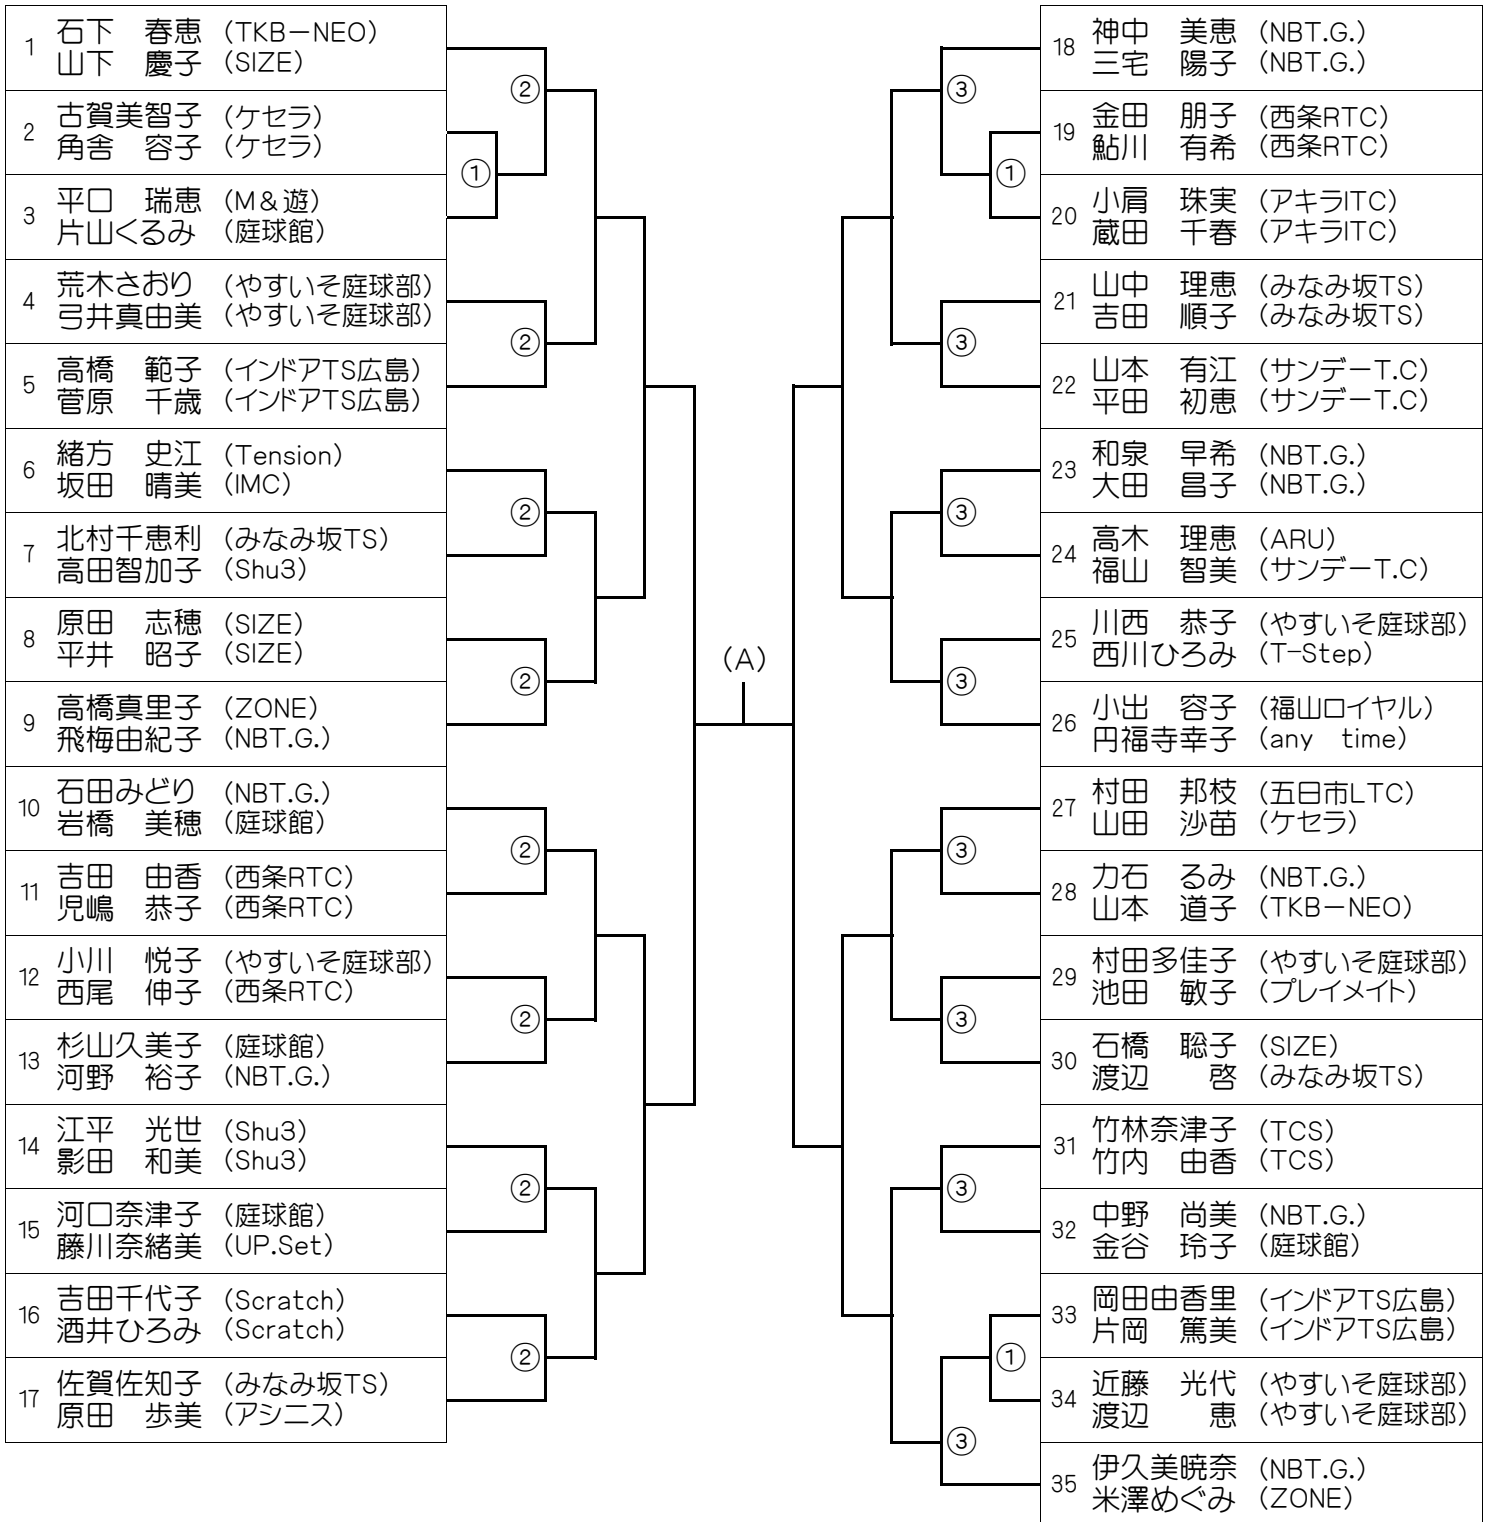 1
石下　春恵 (TKB－NEO)
山下　慶子 (SIZE)
2
古賀美智子 (ケセラ)
角舎　容子 (ケセラ)
3
平口　瑞恵 (M＆遊)
片山くるみ (庭球館)
4
荒木さおり (やすいそ庭球部)
弓井真由美 (やすいそ庭球部)
5
高橋　範子 (インドアTS広島)
菅原　千歳 (インドアTS広島)
6
緒方　史江 (Tension)
坂田　晴美 (IMC)
7
北村千恵利 (みなみ坂TS)
高田智加子 (Shu3)
8
原田　志穂 (SIZE)
平井　昭子 (SIZE)
9
高橋真里子 (ZONE)
飛梅由紀子 (NBT.G.)
10
石田みどり (NBT.G.)
岩橋　美穂 (庭球館)
11
吉田　由香 (西条RTC)
児嶋　恭子 (西条RTC)
12
小川　悦子 (やすいそ庭球部)
西尾　伸子 (西条RTC)
13
杉山久美子 (庭球館)
河野　裕子 (NBT.G.)
14
江平　光世 (Shu3)
影田　和美 (Shu3)
15
河口奈津子 (庭球館)
藤川奈緒美 (UP.Set)
16
吉田千代子 (Scratch)
酒井ひろみ (Scratch)
17
佐賀佐知子 (みなみ坂TS)
原田　歩美 (アシニス)
②
①
②
②
②
②
②
②
②
(A)
③
①
③
③
③
③
③
③
①
③
18
神中　美恵 (NBT.G.)
三宅　陽子 (NBT.G.)
19
金田　朋子 (西条RTC)
鮎川　有希 (西条RTC)
20
小肩　珠実 (アキラITC)
蔵田　千春 (アキラITC)
21
山中　理恵 (みなみ坂TS)
吉田　順子 (みなみ坂TS)
22
山本　有江 (サンデーT.C)
平田　初恵 (サンデーT.C)
23
和泉　早希 (NBT.G.)
大田　昌子 (NBT.G.)
24
高木　理恵 (ARU)
福山　智美 (サンデーT.C)
25
川西　恭子 (やすいそ庭球部)
西川ひろみ (T-Step)
26
小出　容子 (福山ロイヤル)
円福寺幸子 (any　time)
27
村田　邦枝 (五日市LTC)
山田　沙苗 (ケセラ)
28
力石　るみ (NBT.G.)
山本　道子 (TKB－NEO)
29
村田多佳子 (やすいそ庭球部)
池田　敏子 (プレイメイト)
30
石橋　聡子 (SIZE)
渡辺　　啓 (みなみ坂TS)
31
竹林奈津子 (TCS)
竹内　由香 (TCS)
32
中野　尚美 (NBT.G.)
金谷　玲子 (庭球館)
33
岡田由香里 (インドアTS広島)
片岡　篤美 (インドアTS広島)
34
近藤　光代 (やすいそ庭球部)
渡辺　　恵 (やすいそ庭球部)
35
伊久美暁奈 (NBT.G.)
米澤めぐみ (ZONE)